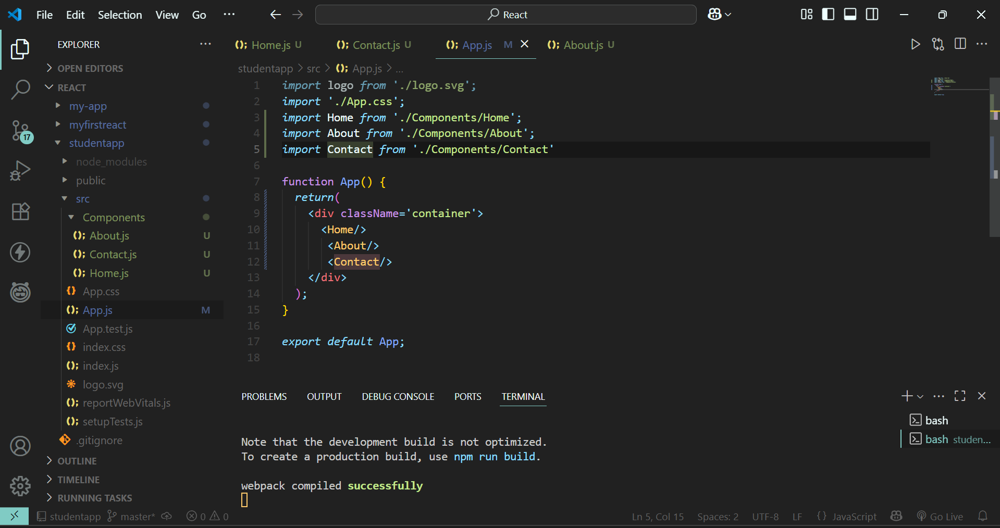 File Edit Selection View Go ··· React
EXPLORER ···
OPEN EDITORS
REACT
my-app
myfirstreact
studentapp
node_modules
public
src
Components
About.js U
Contact.js U
Home.js U
App.css
App.js M
App.test.js
index.css
index.js
logo.svg
reportWebVitals.js
setupTests.js
.gitignore
OUTLINE
TIMELINE
RUNNING TASKS
17
(); Home.js U (); Contact.js U (); App.js M (); About.js U
studentapp > src > (); App.js > ...
1 import logo from './logo.svg';
2 import './App.css';
3 import Home from './Components/Home';
4 import About from './Components/About';
5 import Contact from './Components/Contact'
6
7 function App() {
8 return(
9 <div className='container'>
10 <Home/>
11 <About/>
12 <Contact/>
13 </div>
14 );
15 }
16
17 export default App;
18
PROBLEMS OUTPUT DEBUG CONSOLE PORTS TERMINAL
Note that the development build is not optimized.
To create a production build, use npm run build.
webpack compiled successfully
bash
bash studen...
studentapp master* 0 0 Ln 5, Col 15 Spaces: 2 UTF-8 LF {} JavaScript Go Live